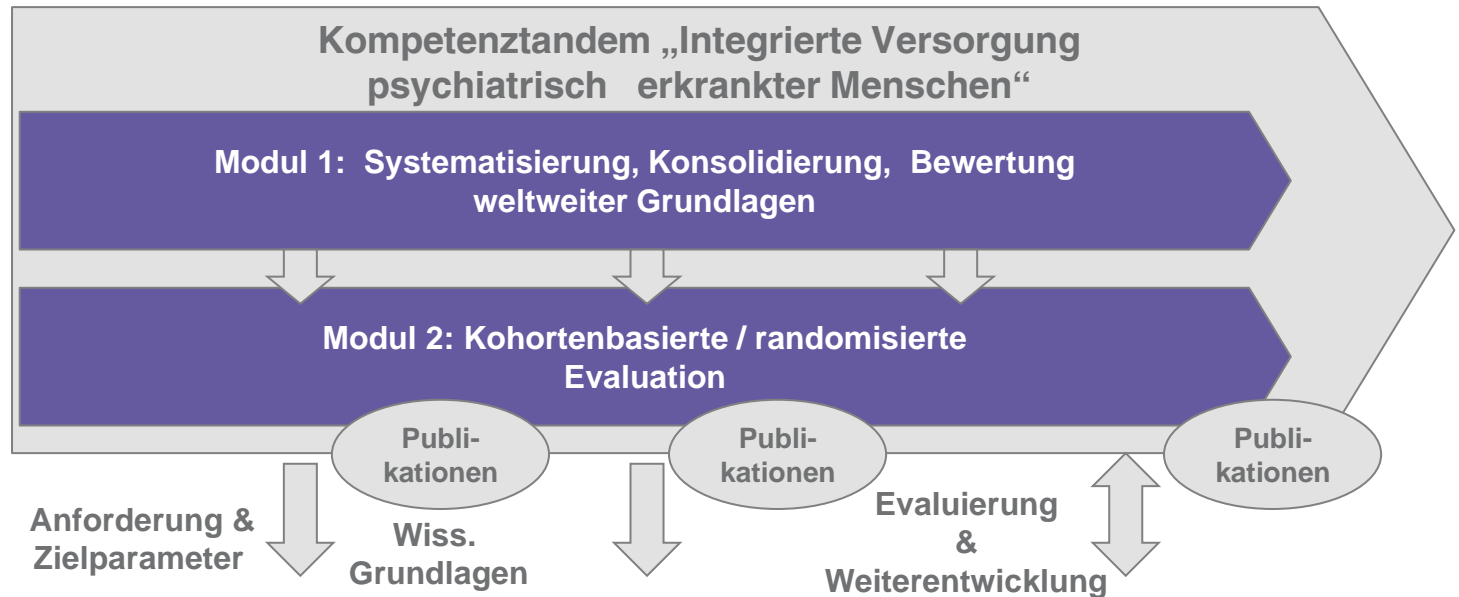 Kompetenztandem „Integrierte Versorgung
psychiatrisch erkrankter Menschen“
Modul 1: Systematisierung, Konsolidierung, Bewertung
weltweiter Grundlagen
Modul 2: Kohortenbasierte / randomisierte
Evaluation
Publi-
kationen
Publi-
kationen
Publi-
kationen
Anforderung &
Zielparameter
Wiss.
Grundlagen
Evaluierung
&
Weiterentwicklung